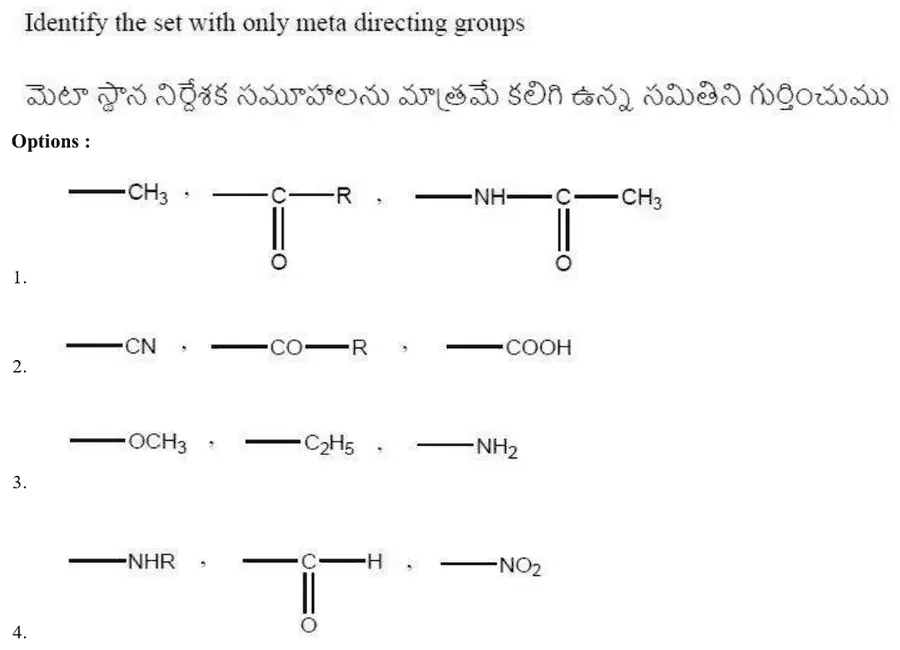 Identify the set with only meta directing groups
మెటా స్థాన నిర్దేశక సమూహాలను మాత్రమే కలిగి ఉన్న సమితిని గుర్తించుము
Options :
1. —CH3 , —C(=O)—R , —NH—C(=O)—CH3
2. —CN , —CO—R , —COOH
3. —OCH3 , —C2H5 , —NH2
4. —NHR , —C(=O)—H , —NO2